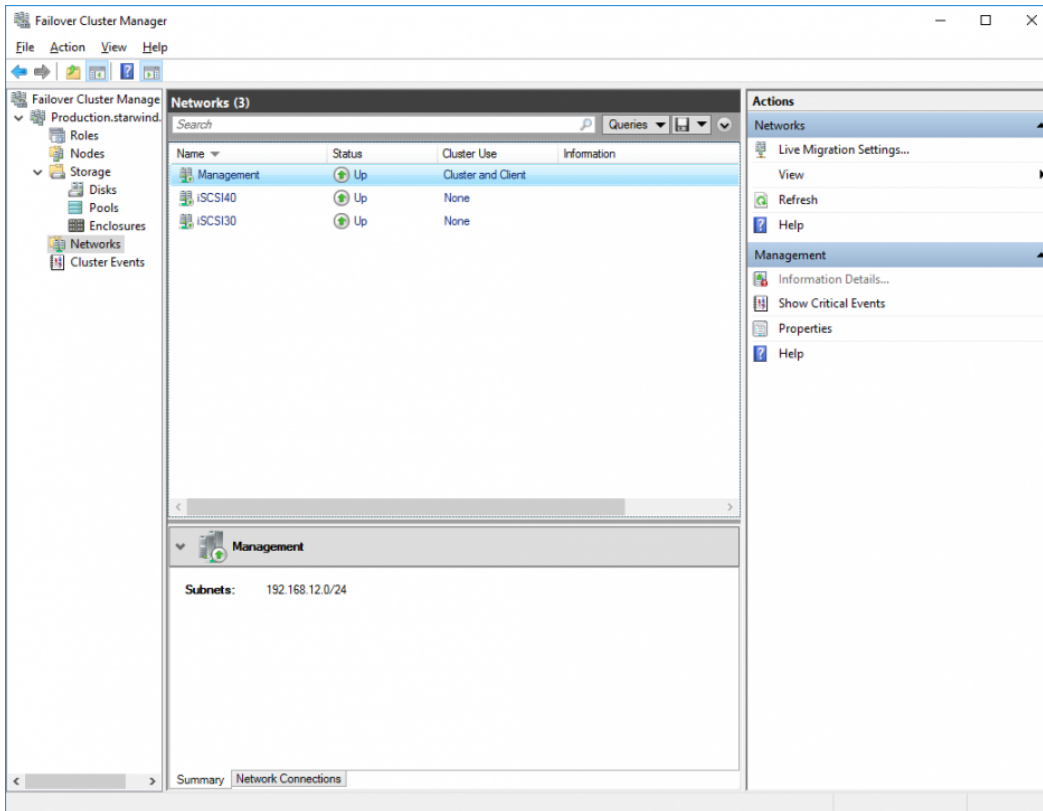 Failover Cluster Manager
File Action View Help
Failover Cluster Manage
Production.starwind.
Roles
Nodes
Storage
Disks
Pools
Enclosures
Networks
Cluster Events
Networks (3)
Search
Queries
Name Status Cluster Use Information
Management Up Cluster and Client
iSCSI40 Up None
iSCSI30 Up None
Management
Subnets: 192.168.12.0/24
Summary Network Connections
Actions
Networks
Live Migration Settings...
View
Refresh
Help
Management
Information Details...
Show Critical Events
Properties
Help